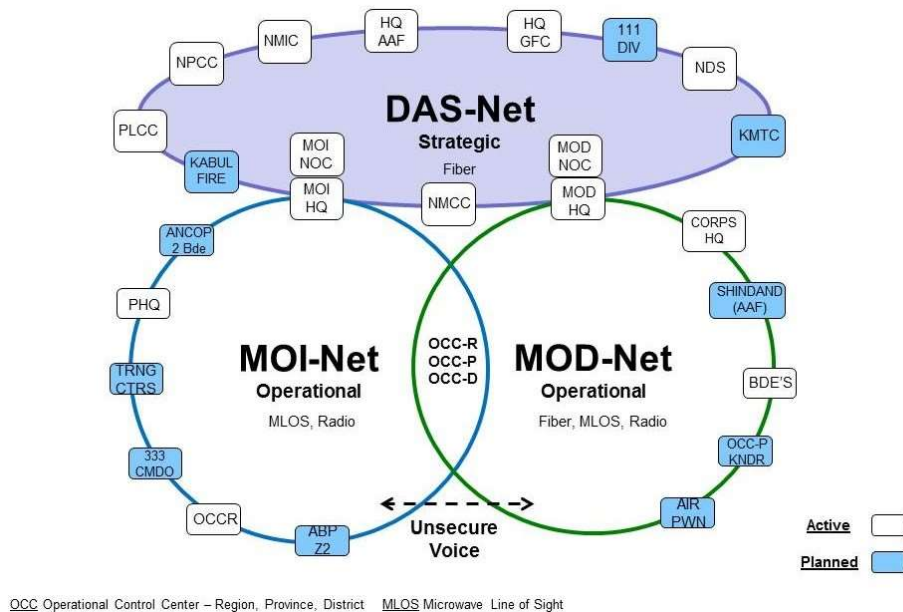 HQ
AAF
HQ
GFC
111
DIV
NMIC
NPCC
NDS
PLCC
DAS-Net
Strategic
Fiber
KMTC
KABUL
FIRE
MOI
NOC
MOI
HQ
NMCC
MOD
NOC
MOD
HQ
ANCOP
2 Bde
CORPS
HQ
PHQ
SHINDAND
(AAF)
MOI-Net
Operational
MLOS, Radio
OCC-R
OCC-P
OCC-D
MOD-Net
Operational
Fiber, MLOS, Radio
TRNG
CTRS
BDE'S
333
CMDO
OCC-P
KNDR
OCCR
ABP
Z2
Unsecure
Voice
AIR
PWN
Active
Planned
OCC Operational Control Center – Region, Province, District MLOS Microwave Line of Sight